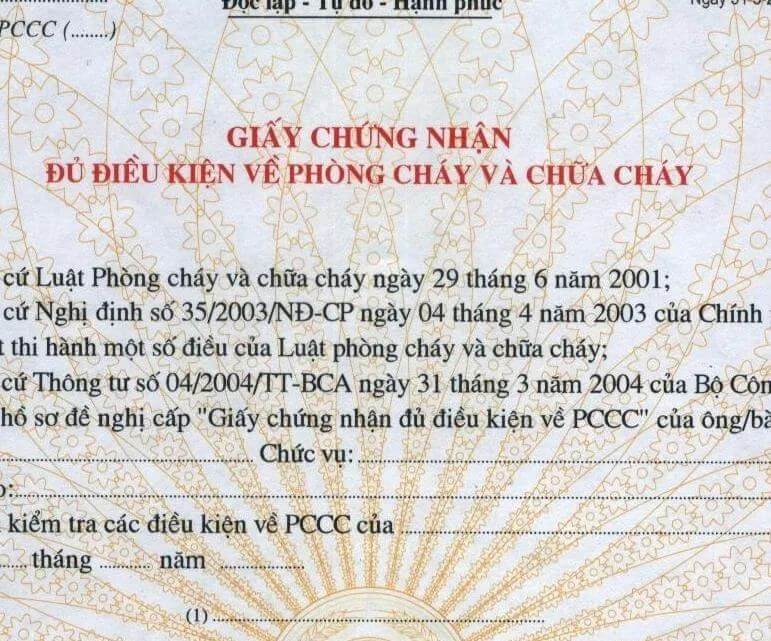 Độc lập - Tự do - Hạnh phúc
PCCC (........)
GIẤY CHỨNG NHẬN
ĐỦ ĐIỀU KIỆN VỀ PHÒNG CHÁY VÀ CHỮA CHÁY
cứ Luật Phòng cháy và chữa cháy ngày 29 tháng 6 năm 2001;
cứ Nghị định số 35/2003/NĐ-CP ngày 04 tháng 4 năm 2003 của Chính
thi hành một số điều của Luật phòng cháy và chữa cháy;
cứ Thông tư số 04/2004/TT-BCA ngày 31 tháng 3 năm 2004 của Bộ Côn
hồ sơ đề nghị cấp "Giấy chứng nhận đủ điều kiện về PCCC" của ông/bà
Chức vụ:
kiểm tra các điều kiện về PCCC của
tháng ........ năm ........
(1)